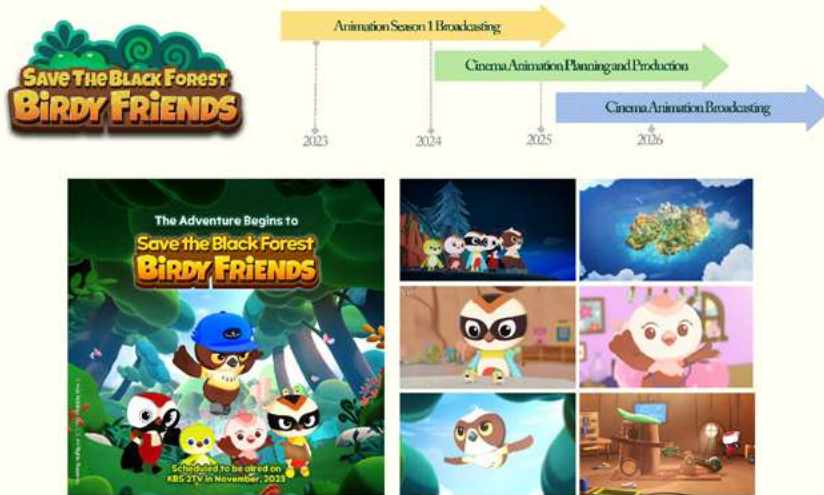 SAVE THE BLACK FOREST
BIRDY FRIENDS
Animation Season 1 Broadcasting
Cinema Animation Planning and Production
Cinema Animation Broadcasting
2023
2024
2025
2026
The Adventure Begins to
Save the Black Forest
BIRDY FRIENDS
Scheduled to be aired on
KBS 2TV in November, 2023